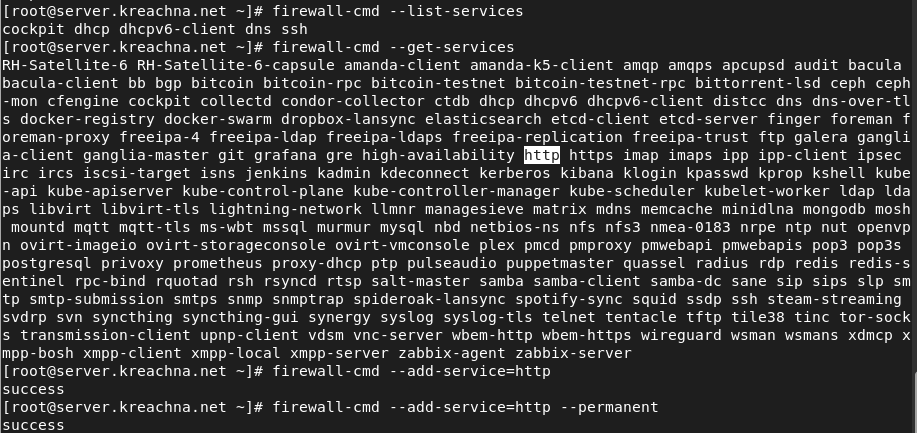 [root@server.kreachna.net ~]# firewall-cmd --list-services
cockpit dhcp dhcpv6-client dns ssh
[root@server.kreachna.net ~]# firewall-cmd --get-services
RH-Satellite-6 RH-Satellite-6-capsule amanda-client amanda-k5-client amqp amqps apcupsd audit bacula
bacula-client bb bgp bitcoin bitcoin-rpc bitcoin-testnet bitcoin-testnet-rpc bittorrent-lsd ceph ceph
-mon cfengine cockpit collectd condor-collector ctdb dhcp dhcpv6 dhcpv6-client distcc dns dns-over-tl
s docker-registry docker-swarm dropbox-lansync elasticsearch etcd-client etcd-server finger foreman f
oreman-proxy freeipa-4 freeipa-ldap freeipa-ldaps freeipa-replication freeipa-trust ftp galera gangli
a-client ganglia-master git grafana gre high-availability http https imap imaps ipp ipp-client ipsec
irc ircs iscsi-target isns jenkins kadmin kdeconnect kerberos kibana klogin kpasswd kprop kshell kube
-api kube-apiserver kube-control-plane kube-controller-manager kube-scheduler kubelet-worker ldap lda
ps libvirt libvirt-tls lightning-network llmnr managesieve matrix mdns memcache minidlna mongodb mosh
mountd mqtt mqtt-tls ms-wbt mssql murmur mysql nbd netbios-ns nfs nfs3 nmea-0183 nrpe ntp nut openvp
n ovirt-imageio ovirt-storageconsole ovirt-vmconsole plex pmcd pmproxy pmwebapi pmwebapis pop3 pop3s
postgresql privoxy prometheus proxy-dhcp ptp pulseaudio puppetmaster quassel radius rdp redis redis-s
entinel rpc-bind rquotad rsh rsyncd rtsp salt-master samba samba-client samba-dc sane sip sips slp sm
tp smtp-submission smtps snmp snmptrap spideroak-lansync spotify-sync squid ssdp ssh steam-streaming
svdrp svn syncthing syncthing-gui synergy syslog syslog-tls telnet tentacle tftp tile38 tinc tor-sock
s transmission-client upnp-client vdsm vnc-server wbem-http wbem-https wireguard wsman wsmans xdmcp x
mpp-bosh xmpp-client xmpp-local xmpp-server zabbix-agent zabbix-server
[root@server.kreachna.net ~]# firewall-cmd --add-service=http
success
[root@server.kreachna.net ~]# firewall-cmd --add-service=http --permanent
success